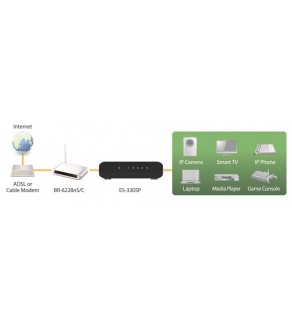 Internet
ADSL or
Cable Modem
BR-6228nS/C
ES-3305P
IP Camera
Smart TV
IP Phone
Laptop
Media Player
Game Console